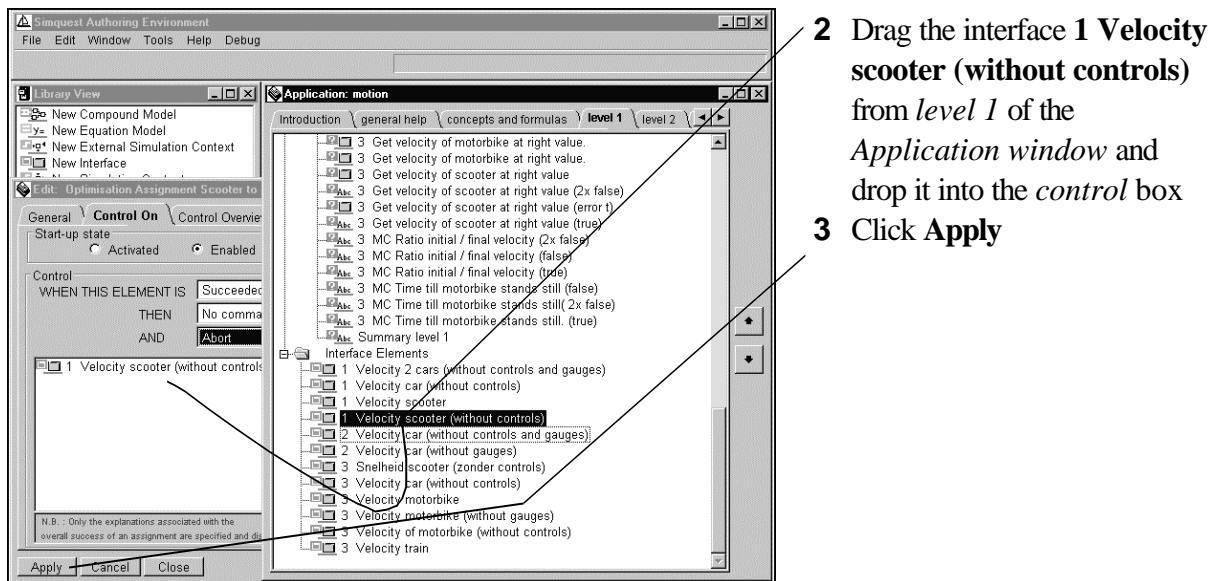 Simquest Authoring Environment
File Edit Window Tools Help Debug
Library View
New Compound Model
y= New Equation Model
New External Simulation Context
New Interface
Edit: Optimisation Assignment Scooter to
General Control On Control Overvie
Start-up state
Activated Enabled
Control
WHEN THIS ELEMENT IS Succeeded
THEN No comma
AND Abort
1 Velocity scooter (without controls
N.B. : Only the explanations associated with the
overall success of an assignment are specified and dis
Apply Cancel Close
Application: motion
Introduction general help concepts and formulas level 1 level 2
3 Get velocity of motorbike at right value.
3 Get velocity of motorbike at right value.
3 Get velocity of scooter at right value
Abc 3 Get velocity of scooter at right value (2x false)
3 Get velocity of scooter at right value (error t)
Abc 3 Get velocity of scooter at right value (true)
Abc 3 MC Ratio initial / final velocity (2x false)
Abc 3 MC Ratio initial / final velocity (false)
Abc 3 MC Ratio initial / final velocity (true)
Abc 3 MC Time till motorbike stands still (false)
Abc 3 MC Time till motorbike stands still( 2x false)
Abc 3 MC Time till motorbike stands still. (true)
Abc Summary level 1
Interface Elements
1 Velocity 2 cars (without controls and gauges)
1 Velocity car (without controls)
1 Velocity scooter
1 Velocity scooter (without controls)
2 Velocity car (without controls and gauges)
2 Velocity car (without gauges)
3 Snelheid scooter (zonder controls)
3 Velocity car (without controls)
3 Velocity motorbike
3 Velocity motorbike (without gauges)
3 Velocity of motorbike (without controls)
3 Velocity train
2 Drag the interface 1 Velocity
scooter (without controls)
from level 1 of the
Application window and
drop it into the control box
3 Click Apply